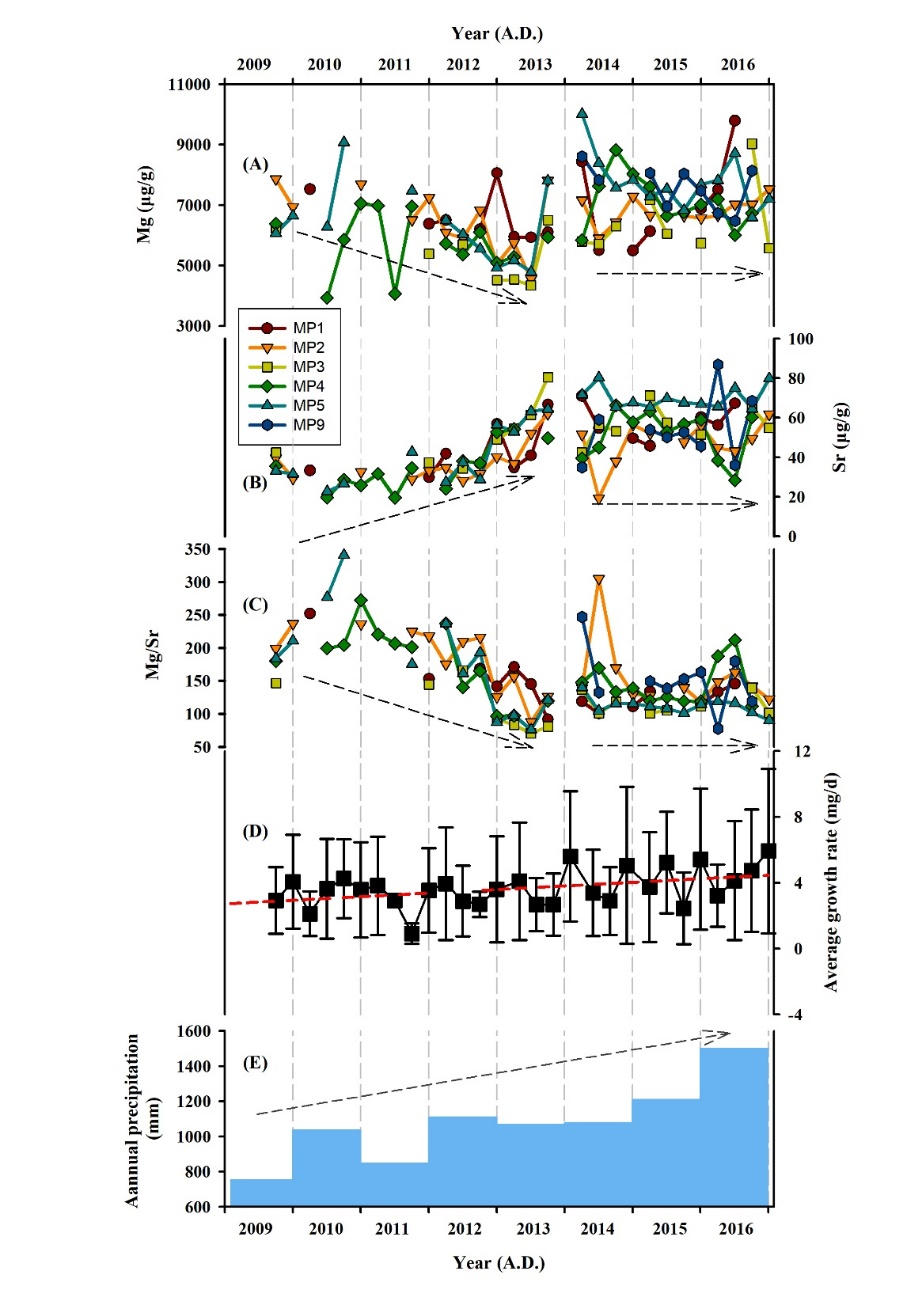 Year (A.D.)
2009 2010 2011 2012 2013 2014 2015 2016
11000
9000
7000
5000
3000
Mg (μg/g)
(A)
MP1
MP2
MP3
MP4
MP5
MP9
100
80
60
40
20
0
Sr (μg/g)
(B)
350
300
250
200
150
100
50
Mg/Sr
(C)
12
8
4
0
-4
Average growth rate (mg/d)
(D)
1600
1400
1200
1000
800
600
Aannual precipitation
(mm)
(E)
2009 2010 2011 2012 2013 2014 2015 2016
Year (A.D.)